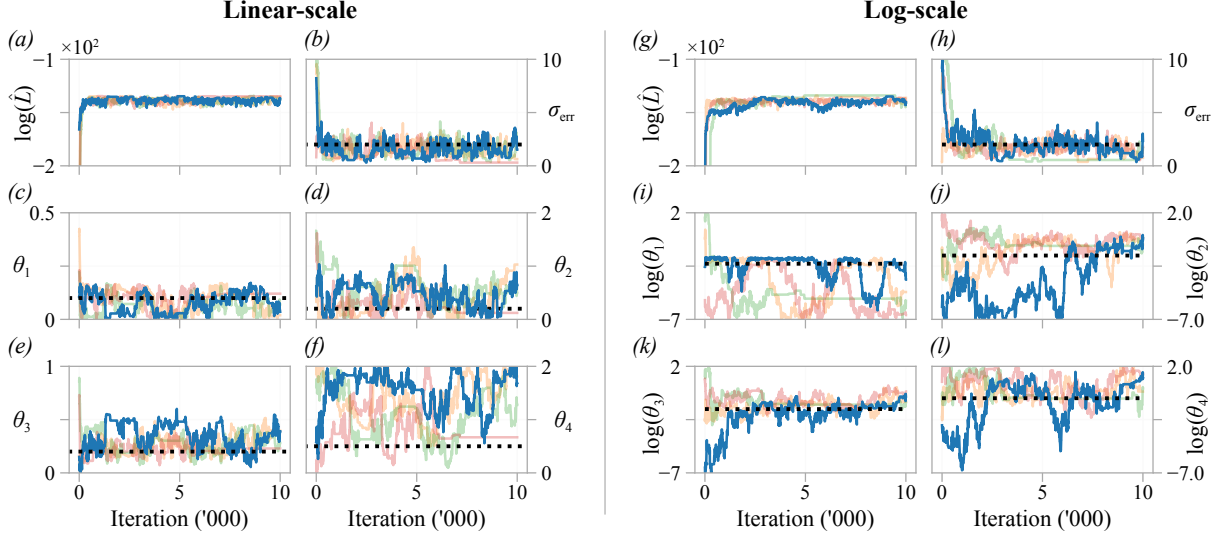 Linear-scale
Log-scale
(a) ×10² (b)
−1 10
log(L̂) σerr
−2 0
(c) (d)
0.5 2
θ1 θ2
0 0
(e) (f)
1 2
θ3 θ4
0 0
0 5 10 0 5 10
Iteration ('000) Iteration ('000)
(g) ×10² (h)
−1 10
log(L̂) σerr
−2 0
(i) (j)
2 2.0
log(θ1) log(θ2)
−7 −7.0
(k) (l)
2 2.0
log(θ3) log(θ4)
−7 −7.0
0 5 10 0 5 10
Iteration ('000) Iteration ('000)